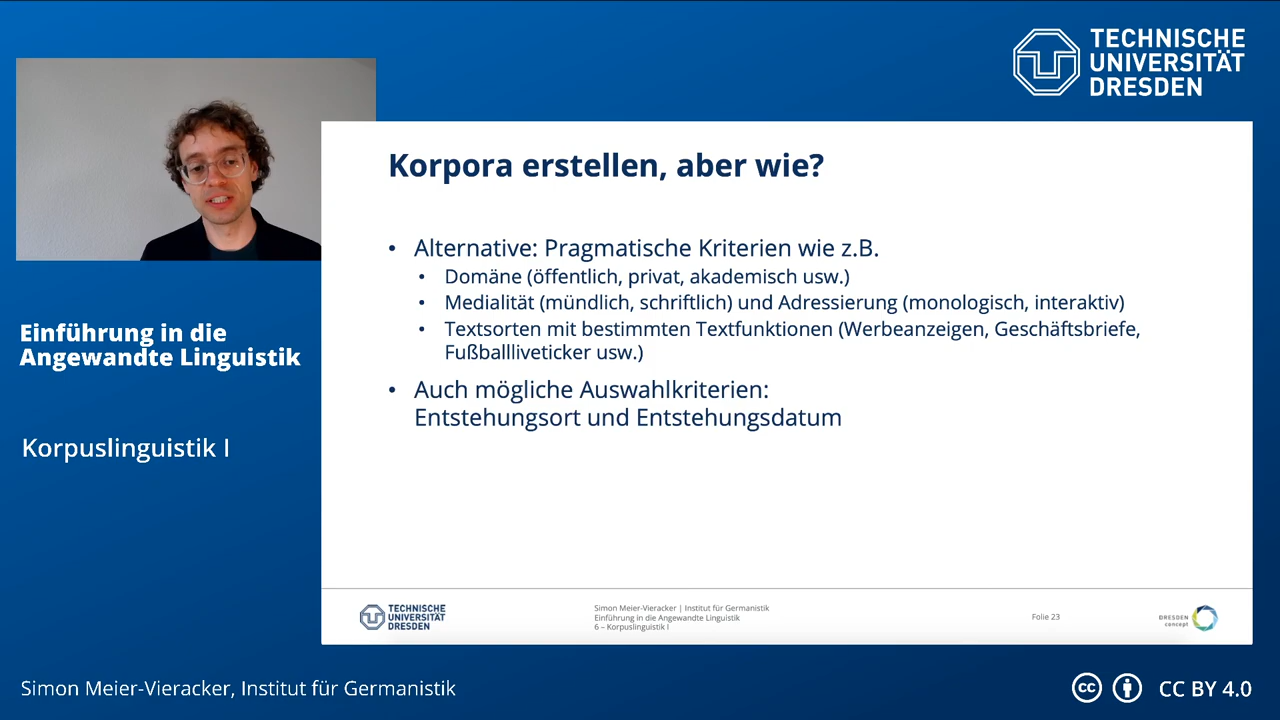 TECHNISCHE
UNIVERSITÄT
DRESDEN
Korpora erstellen, aber wie?
• Alternative: Pragmatische Kriterien wie z.B.
• Domäne (öffentlich, privat, akademisch usw.)
• Medialität (mündlich, schriftlich) und Adressierung (monologisch, interaktiv)
• Textsorten mit bestimmten Textfunktionen (Werbeanzeigen, Geschäftsbriefe,
Fußballliveticker usw.)
• Auch mögliche Auswahlkriterien:
Entstehungsort und Entstehungsdatum
Einführung in die
Angewandte Linguistik
Korpuslinguistik I
TECHNISCHE
UNIVERSITÄT
DRESDEN
Simon Meier-Vieracker | Institut für Germanistik
Einführung in die Angewandte Linguistik
6 – Korpuslinguistik I
Folie 23
DRESDEN
concept
Simon Meier-Vieracker, Institut für Germanistik
cc CC BY 4.0